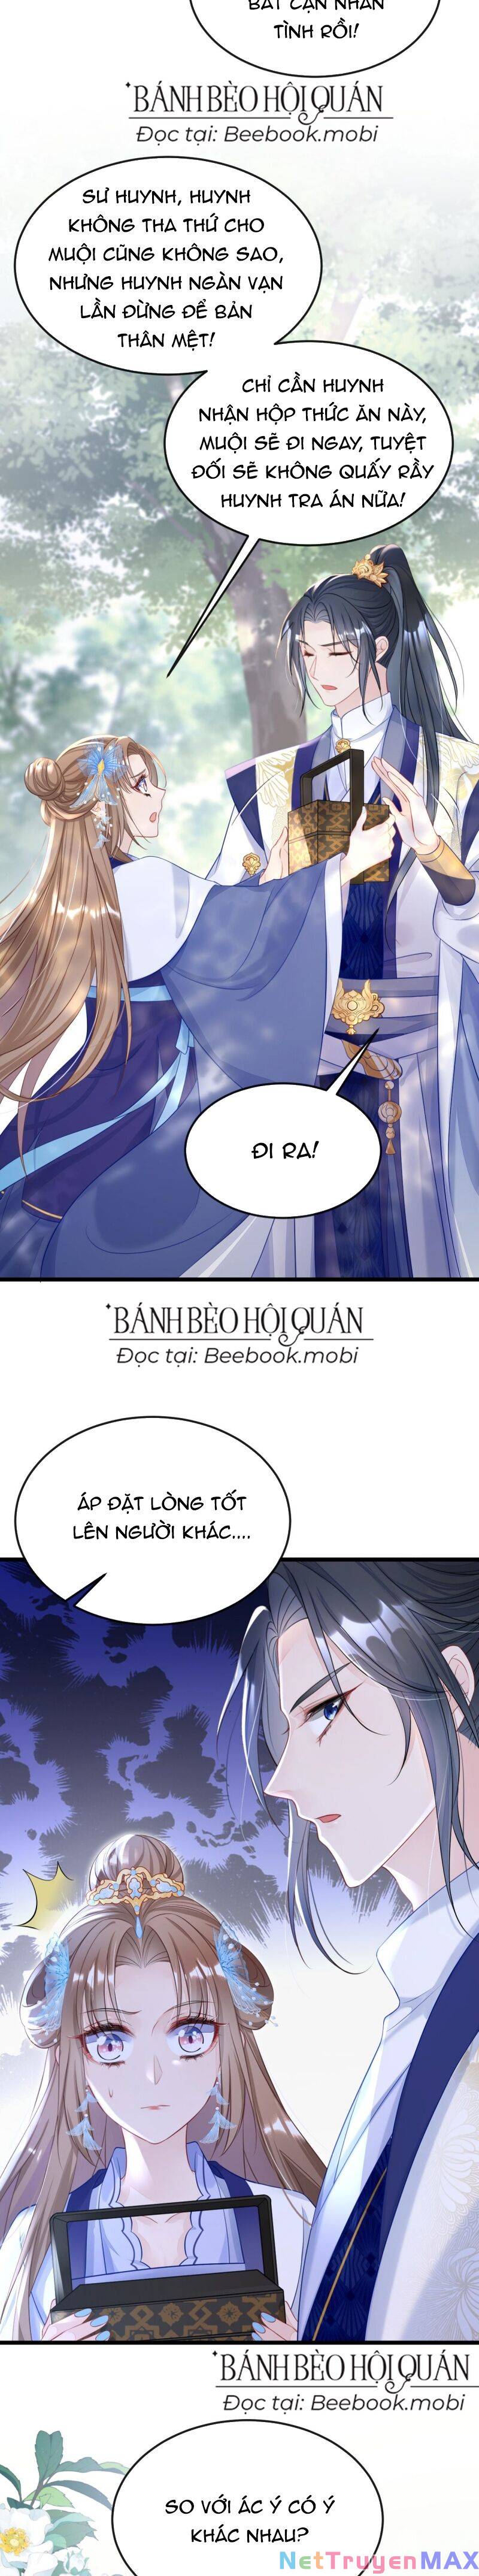 BẤT CẬN NHÂN
TÌNH RỒI!
BÁNH BÈO HỘI QUÁN
Đọc tại: Beebook.mobi
SƯ HUYNH, HUYNH
KHÔNG THA THỨ CHO
MUỘI CŨNG KHÔNG SAO,
NHƯNG HUYNH NGÀN VẠN
LẦN ĐỪNG ĐỂ BẢN
THÂN MỆT!
CHỈ CẦN HUYNH
NHẬN HỘP THỨC ĂN NÀY,
MUỘI SẼ ĐI NGAY, TUYỆT
ĐỐI SẼ KHÔNG QUẤY RẦY
HUYNH TRA ÁN NỮA!
ĐI RA!
BÁNH BÈO HỘI QUÁN
Đọc tại: Beebook.mobi
ÁP ĐẶT LÒNG TỐT
LÊN NGƯỜI KHÁC....
BÁNH BÈO HỘI QUÁN
Đọc tại: Beebook.mobi
SO VỚI ÁC Ý CÓ Ý
KHÁC NHAU?
NETTRUYENMAX